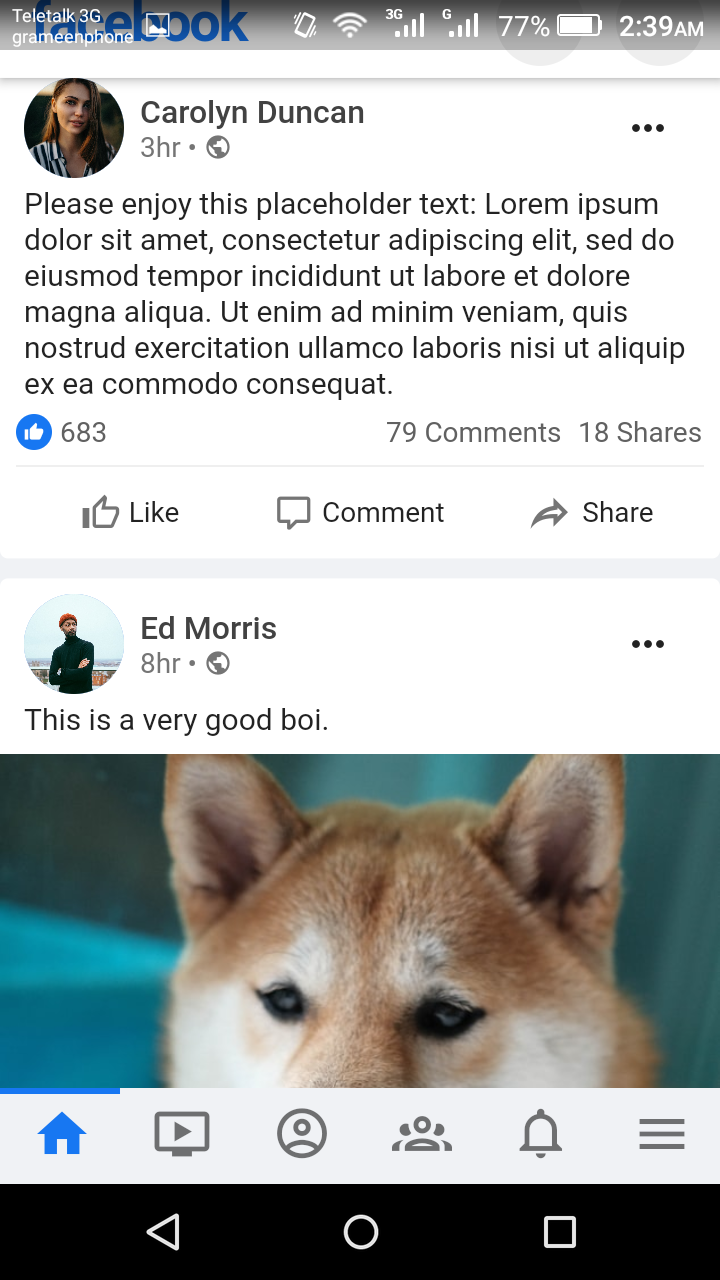 Teletalk 3G
grameenphone
facebook
3G
G
77%
2:39AM
Carolyn Duncan
3hr •
Please enjoy this placeholder text: Lorem ipsum
dolor sit amet, consectetur adipiscing elit, sed do
eiusmod tempor incididunt ut labore et dolore
magna aliqua. Ut enim ad minim veniam, quis
nostrud exercitation ullamco laboris nisi ut aliquip
ex ea commodo consequat.
683 79 Comments 18 Shares
Like Comment Share
Ed Morris
8hr •
This is a very good boi.